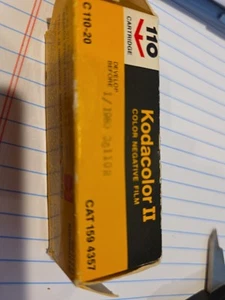 110
CARTRIDGE
C 110-20
DEVELOP
BEFORE
Kodacolor II
COLOR NEGATIVE FILM
CAT 159 4357